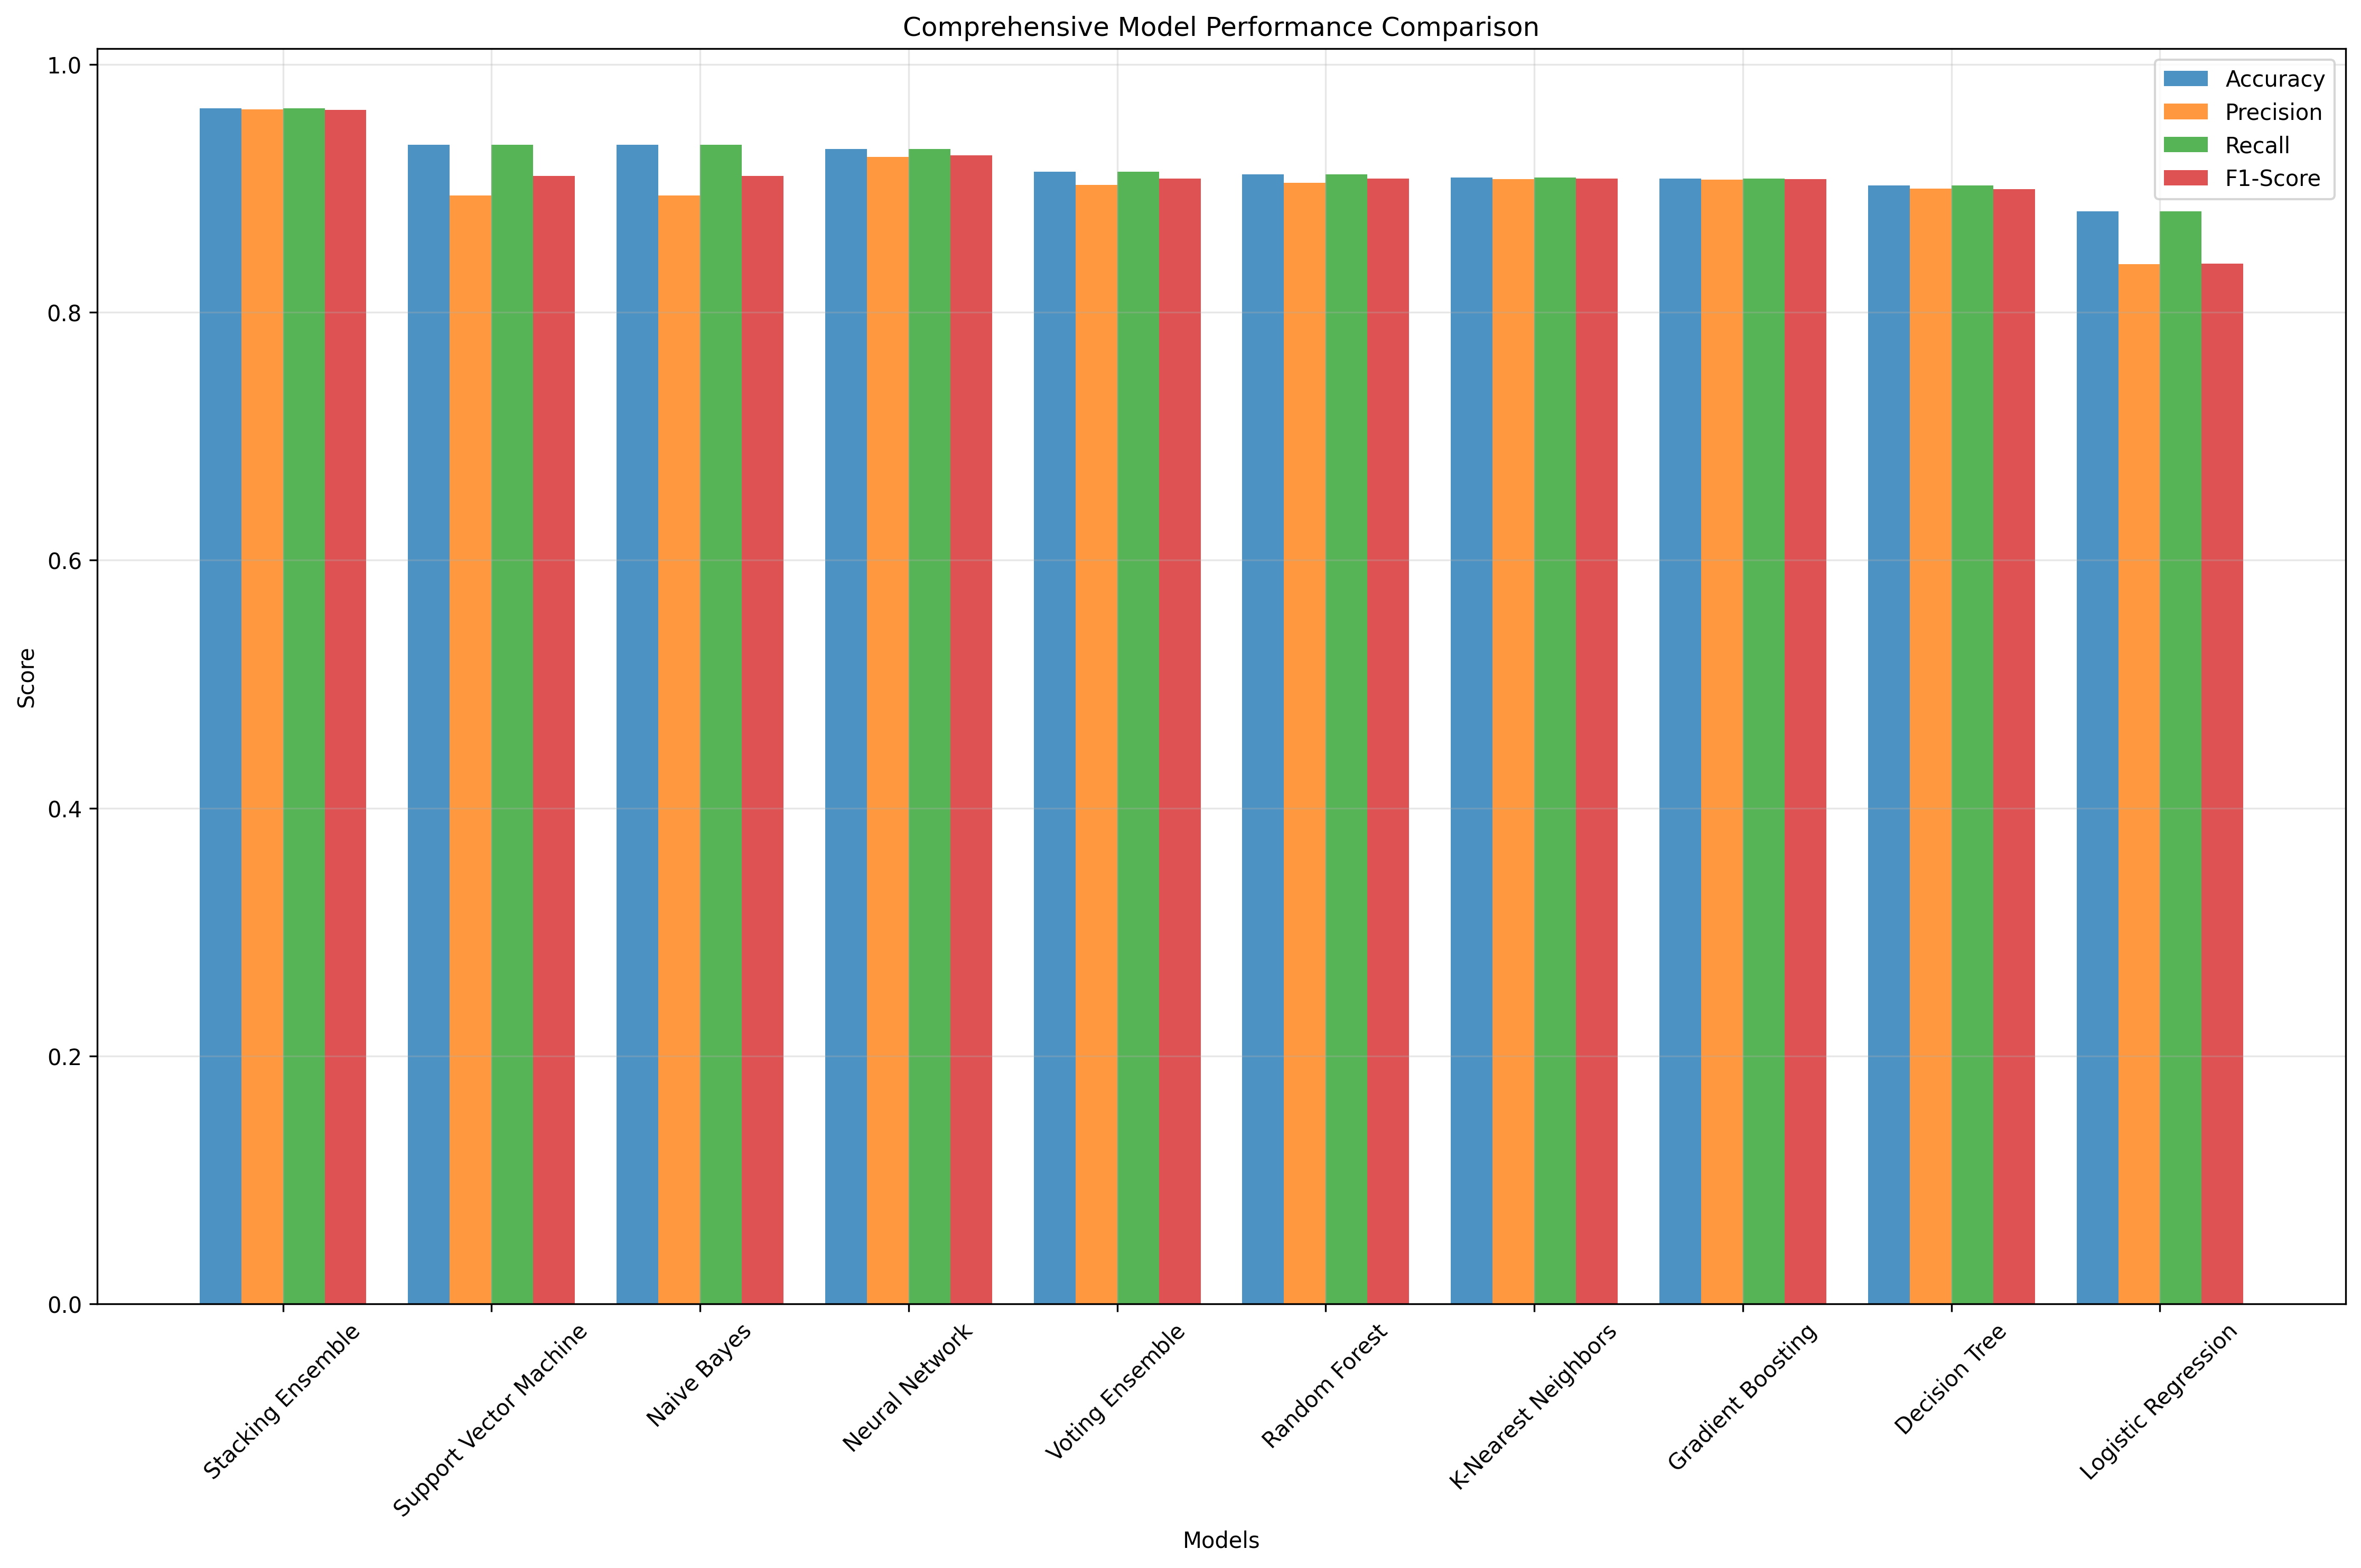 Comprehensive Model Performance Comparison
1.0
0.8
0.6
0.4
0.2
0.0
Score
Accuracy
Precision
Recall
F1-Score
Stacking Ensemble
Support Vector Machine
Naive Bayes
Neural Network
Voting Ensemble
Random Forest
K-Nearest Neighbors
Gradient Boosting
Decision Tree
Logistic Regression
Models